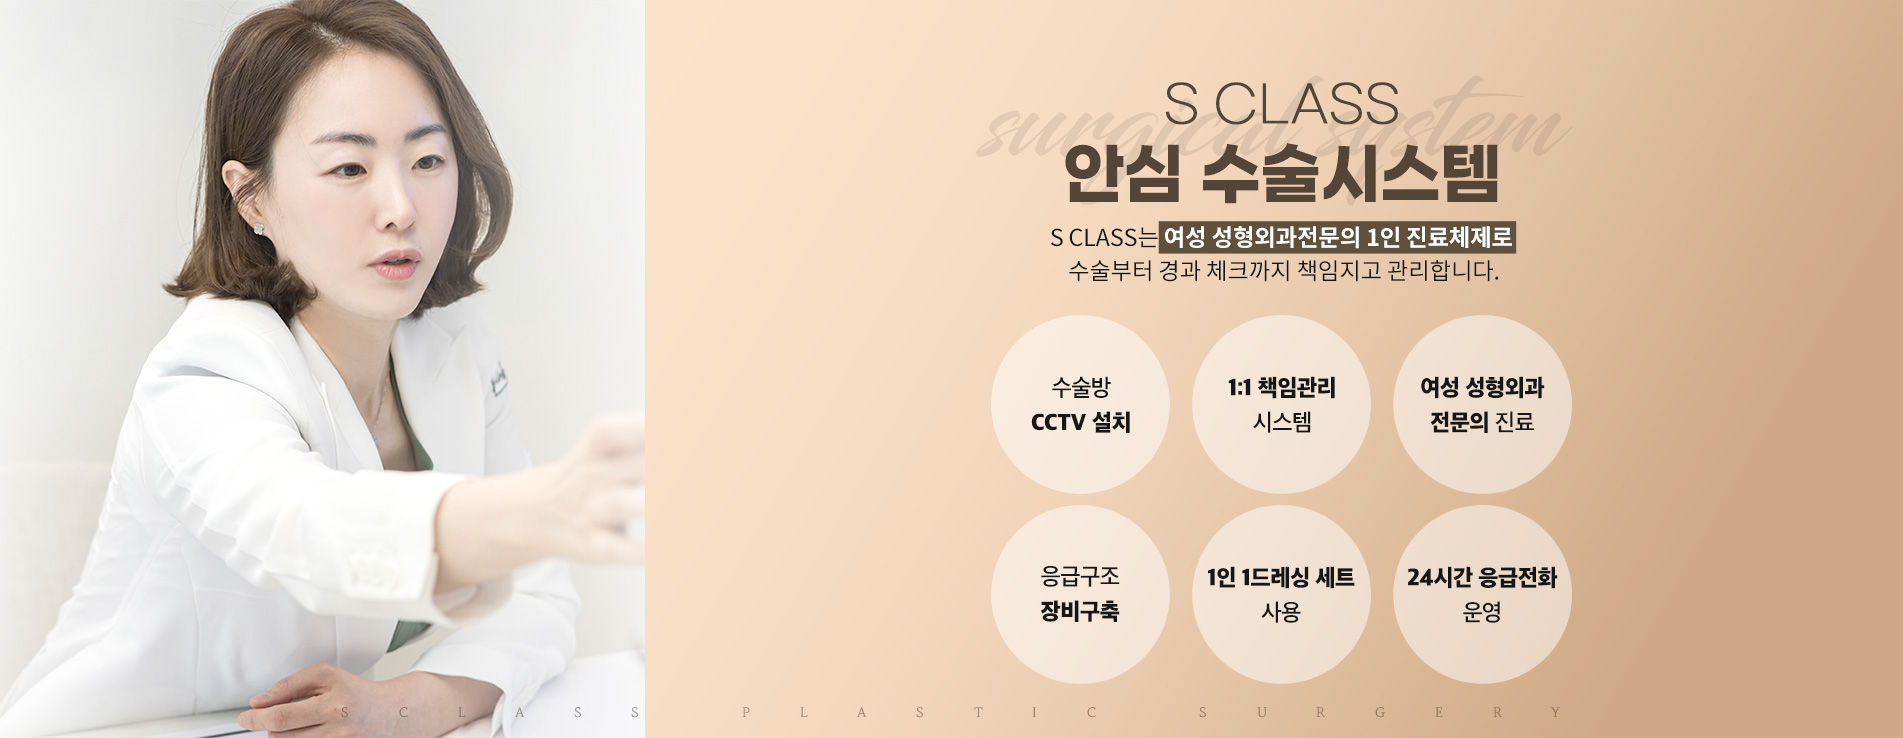 surgical system
S CLASS
안심 수술시스템
S CLASS는 여성 성형외과전문의 1인 진료체제로
수술부터 경과 체크까지 책임지고 관리합니다.
수술방
CCTV 설치
1:1 책임관리
시스템
여성 성형외과
전문의 진료
응급구조
장비구축
1인 1드레싱 세트
사용
24시간 응급전화
운영
S CLASS PLASTIC SURGERY